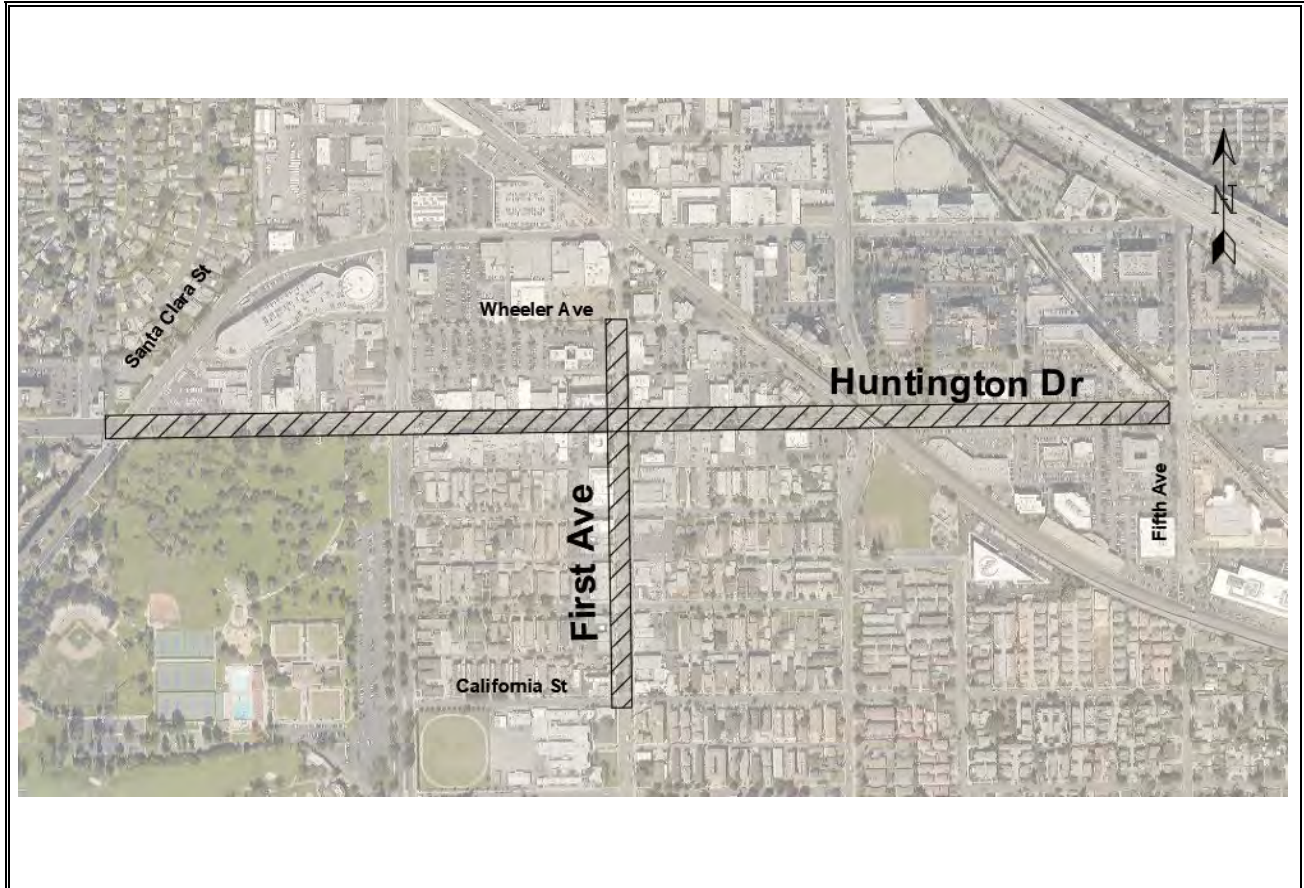 N
Santa Clara St
Wheeler Ave
Huntington Dr
First Ave
Fifth Ave
California St